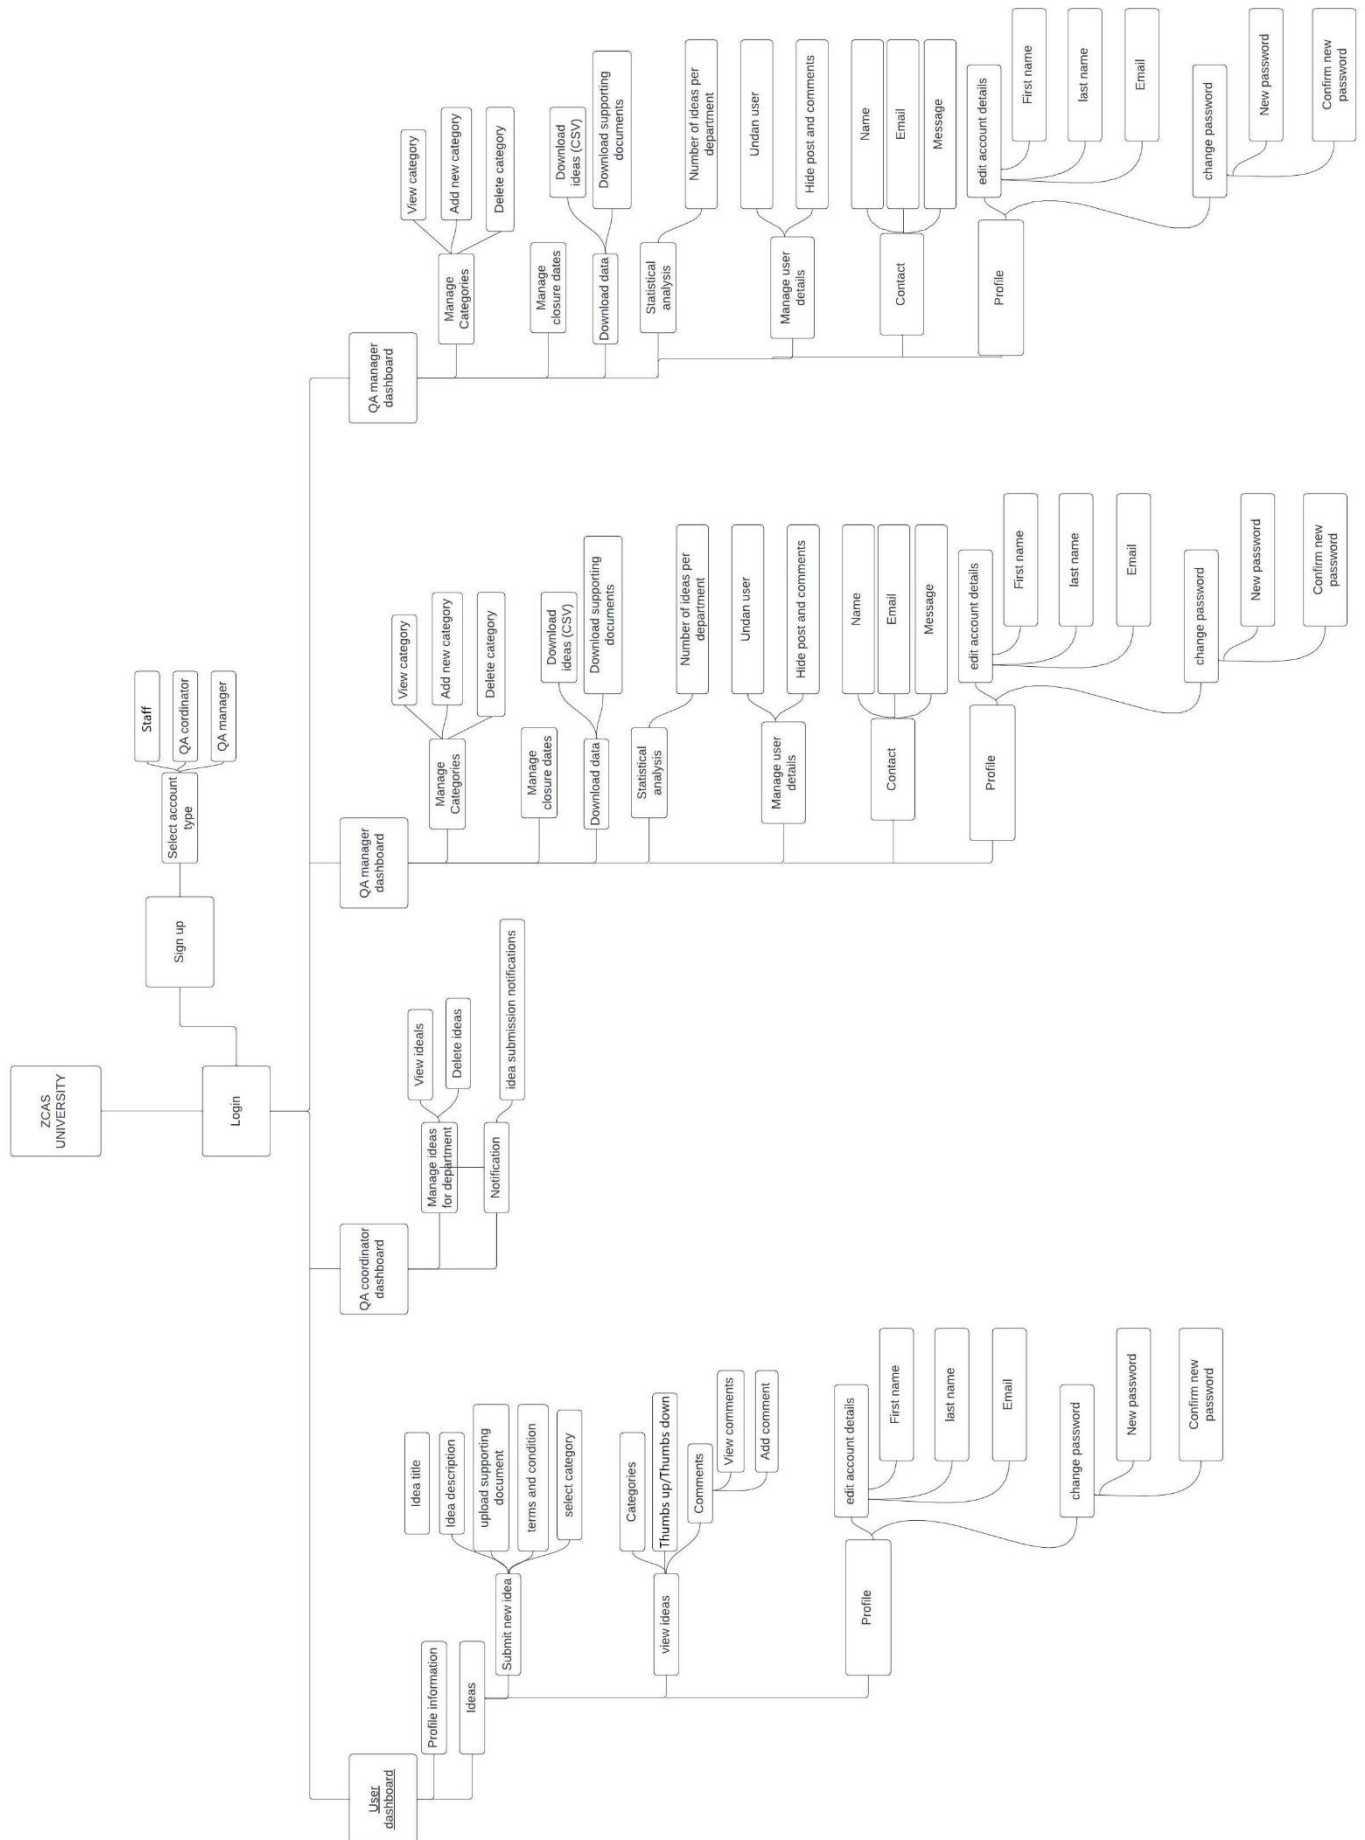 ZCAS
UNIVERSITY
Login
Sign up
Select account
type
Staff
QA cordinator
QA manager
User
dashboard
Profile information
Ideas
Submit new idea
Idea title
Idea description
upload supporting
document
terms and condition
select category
view ideas
Categories
Thumbs up/Thumbs down
Comments
View comments
Add comment
Profile
edit account details
First name
last name
Email
change password
New password
Confirm new
password
QA coordinator
dashboard
Manage ideas
for department
View ideals
Delete ideas
Notification
idea submission notifications
QA manager
dashboard
Manage
Categories
View category
Add new category
Delete category
Manage
closure dates
Download data
Download
ideas (CSV)
Download supporting
documents
Statistical
analysis
Number of ideas per
department
Manage user
details
Undan user
Hide post and comments
Contact
Name
Email
Message
Profile
edit account details
First name
last name
Email
change password
New password
Confirm new
password
QA manager
dashboard
Manage
Categories
View category
Add new category
Delete category
Manage
closure dates
Download data
Download
ideas (CSV)
Download supporting
documents
Statistical
analysis
Number of ideas per
department
Manage user
details
Undan user
Hide post and comments
Contact
Name
Email
Message
Profile
edit account details
First name
last name
Email
change password
New password
Confirm new
password